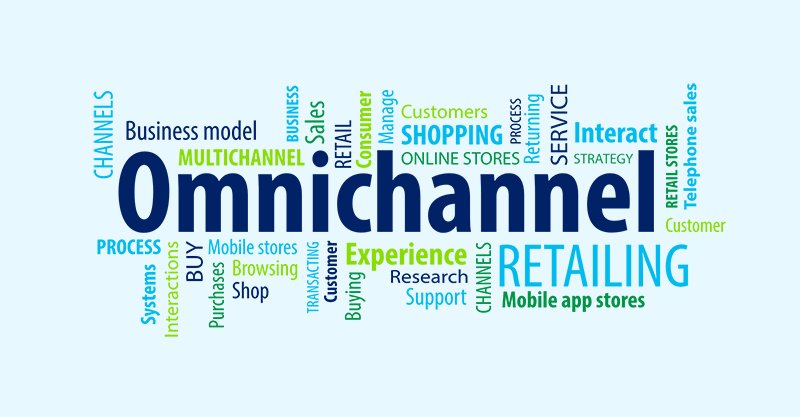 CHANNELS
Business model
BUSINESS
Sales
RETAIL
Consumer
Manage
Customers
PROCESS
Returning
SERVICE
Interact
Telephone sales
MULTICHANNEL
SHOPPING
ONLINE STORES
STRATEGY
RETAIL STORES
Omnichannel
Customer
PROCESS
Systems
Interactions
BUY
Purchases
Mobile stores
Browsing
Shop
TRANSACTING
Customer
Buying
Experience
Research
Support
CHANNELS
RETAILING
Mobile app stores